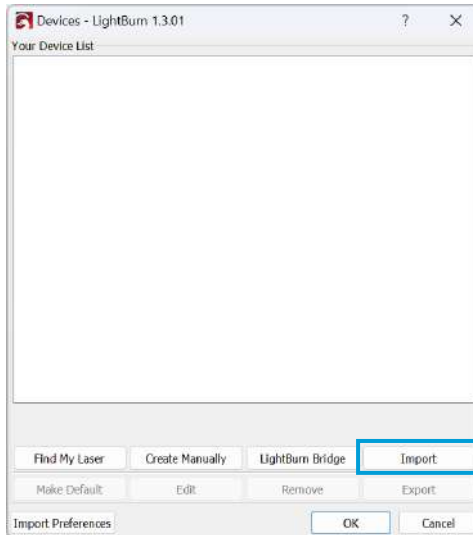 Devices - LightBurn 1.3.01 ?
Your Device List
Find My Laser Create Manually LightBurn Bridge Import
Make Default Edit Remove Export
Import Preferences OK Cancel